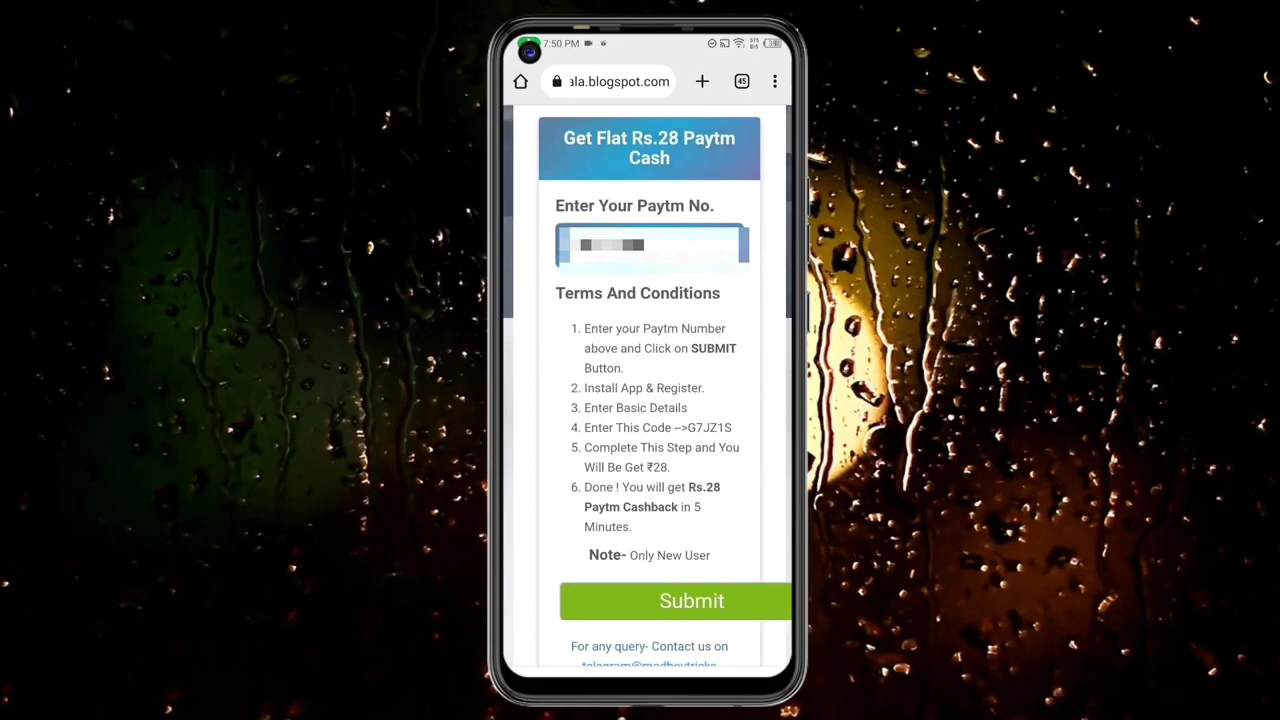 7:50 PM
ala.blogspot.com
45
Get Flat Rs.28 Paytm
Cash
Enter Your Paytm No.
Terms And Conditions
1. Enter your Paytm Number
above and Click on SUBMIT
Button.
2. Install App & Register.
3. Enter Basic Details
4. Enter This Code -->G7JZ1S
5. Complete This Step and You
Will Be Get ₹28.
6. Done ! You will get Rs.28
Paytm Cashback in 5
Minutes.
Note- Only New User
Submit
For any query- Contact us on
telegram@madboytricks